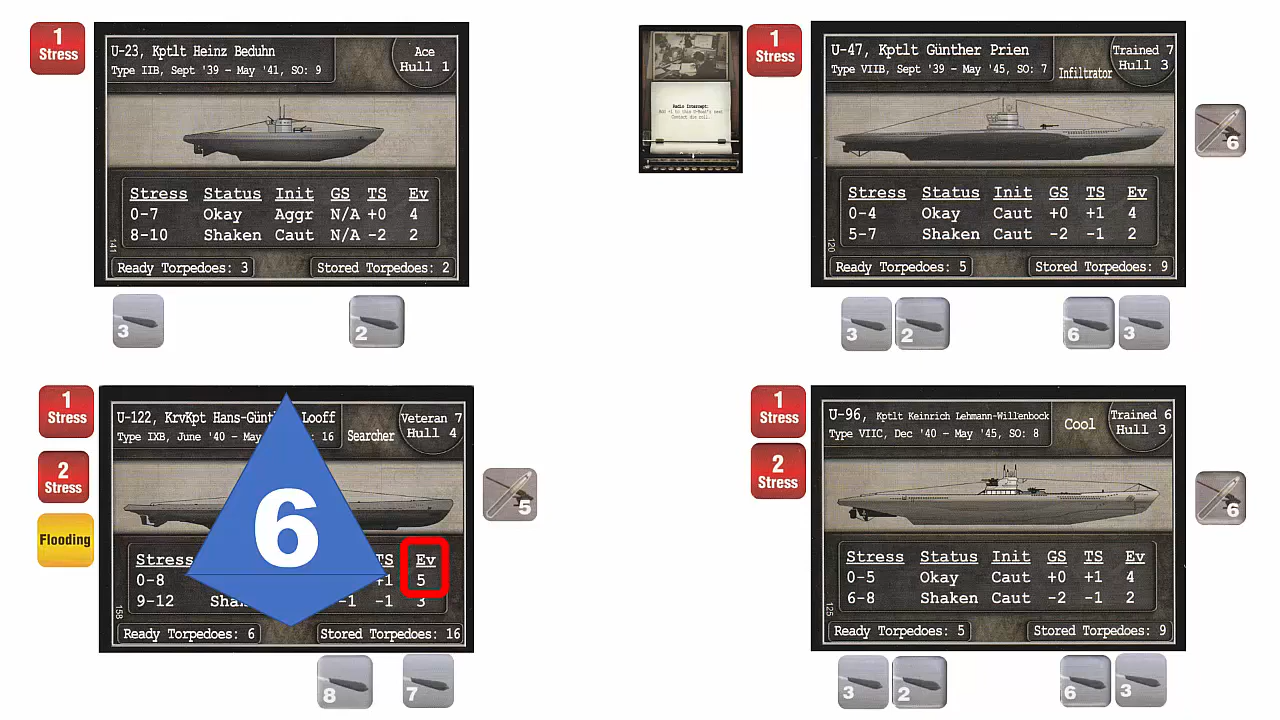 1
Stress
U-23, Kptlt Heinz Beduhn
Type IIB, Sept '39 – May '41, SO: 9
Ace
Hull 1
Stress Status Init GS TS Ev
0-7 Okay Aggr N/A +0 4
8-10 Shaken Caut N/A -2 2
141
Ready Torpedoes: 3
Stored Torpedoes: 2
3
2
Radio Intercept:
1
Stress
U-47, Kptlt Günther Prien
Type VIIB, Sept '39 – May '45, SO: 7
Infiltrator
Trained 7
Hull 3
6
Stress Status Init GS TS Ev
0-4 Okay Caut +0 +1 4
5-7 Shaken Caut -2 -1 2
120
Ready Torpedoes: 5
Stored Torpedoes: 9
3
2
6
3
1
Stress
2
Stress
Flooding
U-122, KrvKpt Hans-Günt Looff
Type IXB, June '40 – May : 16
Searcher
Veteran 7
Hull 4
5
6
Stress TS Ev
0-8 +1 5
9-12 Sha -1 -1 3
158
Ready Torpedoes: 6
Stored Torpedoes: 16
8
7
1
Stress
2
Stress
U-96, Kptlt Keinrich Lehmann-Willenbock
Type VIIC, Dec '40 – May '45, SO: 8
Cool
Trained 6
Hull 3
6
Stress Status Init GS TS Ev
0-5 Okay Caut +0 +1 4
6-8 Shaken Caut -2 -1 2
125
Ready Torpedoes: 5
Stored Torpedoes: 9
3
2
6
3